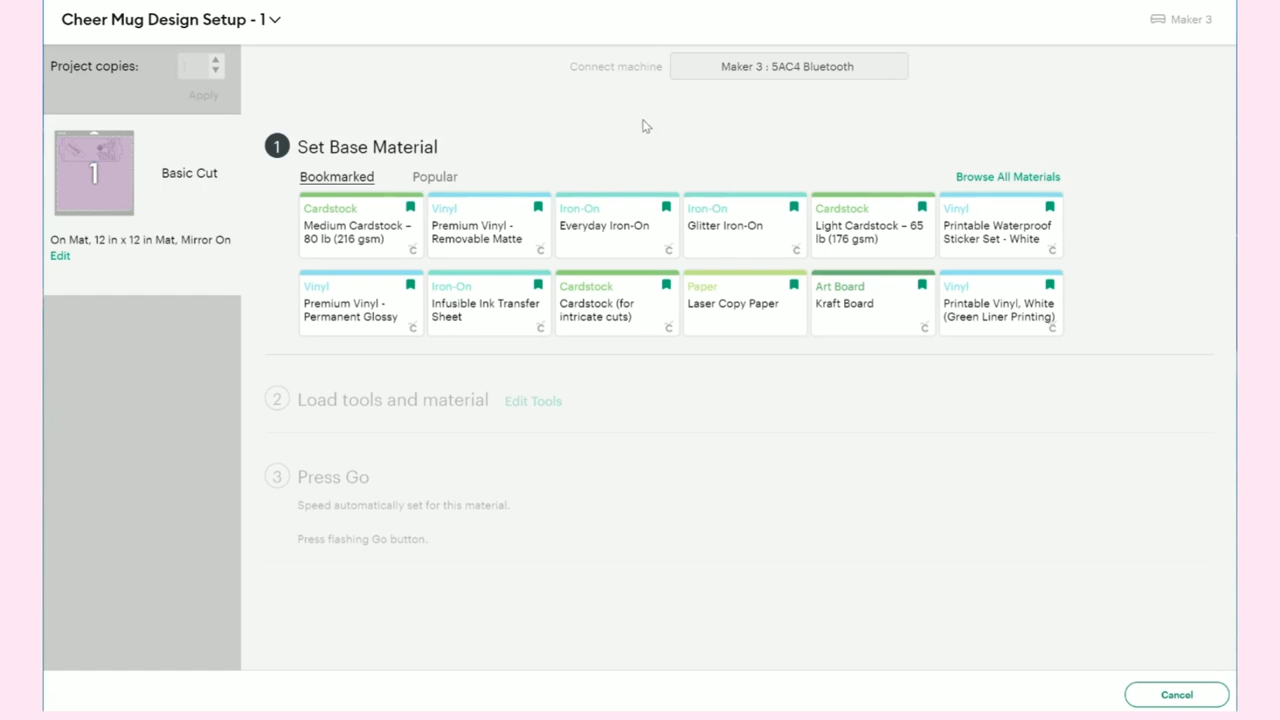 Cheer Mug Design Setup - 1
Maker 3
Project copies:
Apply
Connect machine
Maker 3 : 5AC4 Bluetooth
1
Basic Cut
On Mat, 12 in x 12 in Mat, Mirror On
Edit
1 Set Base Material
Bookmarked
Popular
Browse All Materials
Cardstock
Medium Cardstock –
80 lb (216 gsm)
Vinyl
Premium Vinyl -
Removable Matte
Iron-On
Everyday Iron-On
Iron-On
Glitter Iron-On
Cardstock
Light Cardstock – 65
lb (176 gsm)
Vinyl
Printable Waterproof
Sticker Set - White
Vinyl
Premium Vinyl -
Permanent Glossy
Iron-On
Infusible Ink Transfer
Sheet
Cardstock
Cardstock (for
intricate cuts)
Paper
Laser Copy Paper
Art Board
Kraft Board
Vinyl
Printable Vinyl, White
(Green Liner Printing)
2 Load tools and material Edit Tools
3 Press Go
Speed automatically set for this material.
Press flashing Go button.
Cancel